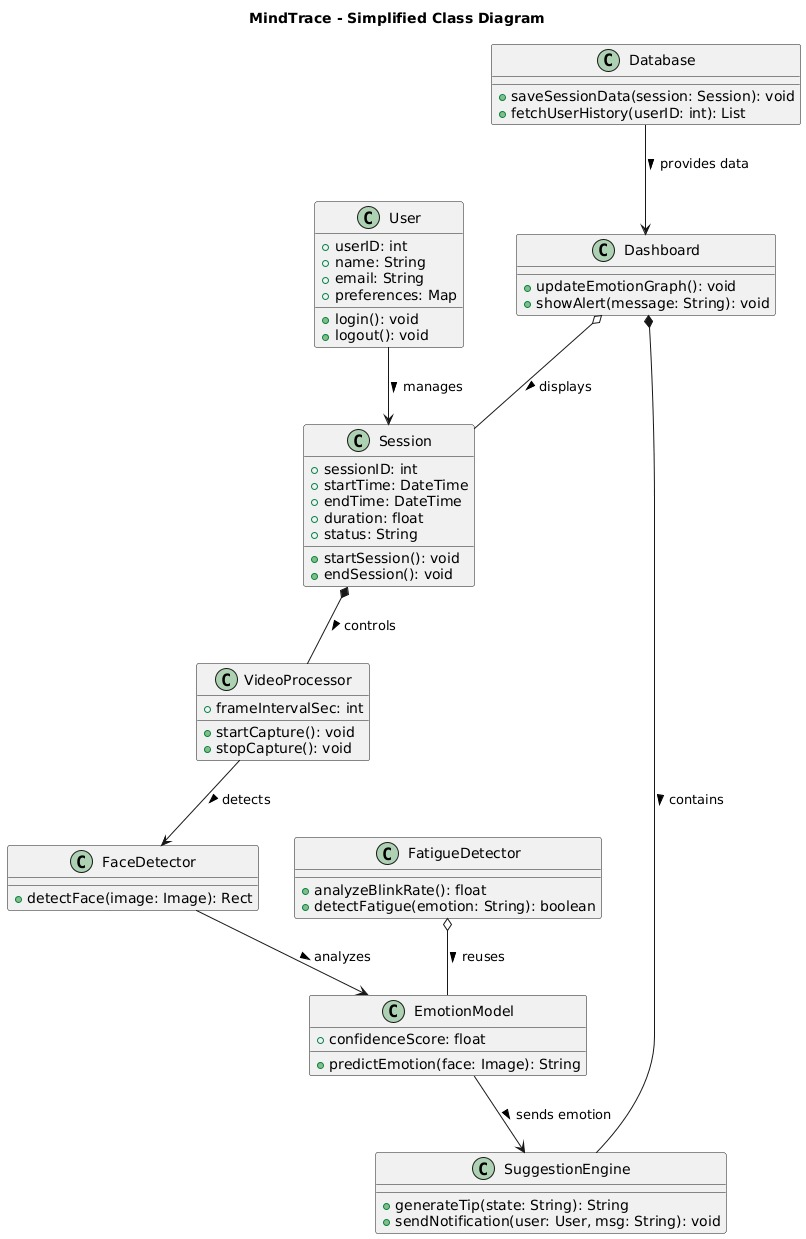 MindTrace - Simplified Class Diagram
C Database
saveSessionData(session: Session): void
fetchUserHistory(userID: int): List
provides data
C User
userID: int
name: String
email: String
preferences: Map
login(): void
logout(): void
C Dashboard
updateEmotionGraph(): void
showAlert(message: String): void
manages
displays
C Session
sessionID: int
startTime: DateTime
endTime: DateTime
duration: float
status: String
startSession(): void
endSession(): void
controls
C VideoProcessor
frameIntervalSec: int
startCapture(): void
stopCapture(): void
detects
contains
C FaceDetector
detectFace(image: Image): Rect
C FatigueDetector
analyzeBlinkRate(): float
detectFatigue(emotion: String): boolean
analyzes
reuses
C EmotionModel
confidenceScore: float
predictEmotion(face: Image): String
sends emotion
C SuggestionEngine
generateTip(state: String): String
sendNotification(user: User, msg: String): void